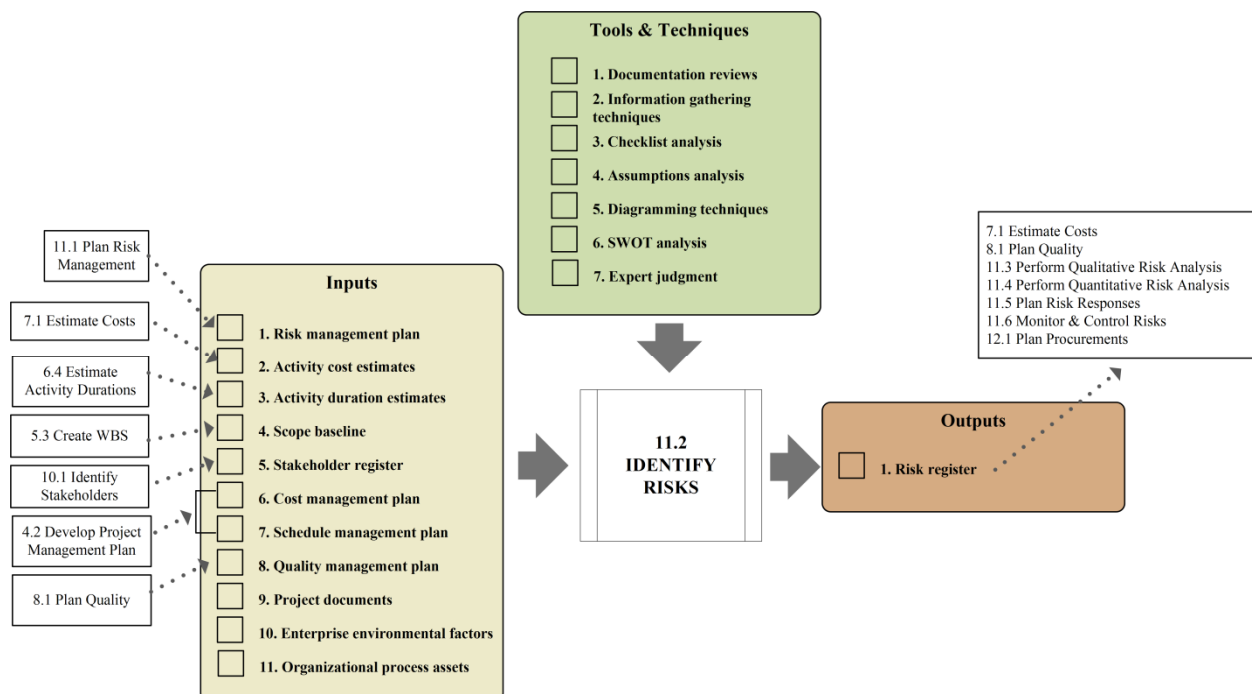 Tools & Techniques
1. Documentation reviews
2. Information gathering
techniques
3. Checklist analysis
4. Assumptions analysis
5. Diagramming techniques
6. SWOT analysis
7. Expert judgment
11.1 Plan Risk
Management
7.1 Estimate Costs
6.4 Estimate
Activity Durations
5.3 Create WBS
10.1 Identify
Stakeholders
4.2 Develop Project
Management Plan
8.1 Plan Quality
Inputs
1. Risk management plan
2. Activity cost estimates
3. Activity duration estimates
4. Scope baseline
5. Stakeholder register
6. Cost management plan
7. Schedule management plan
8. Quality management plan
9. Project documents
10. Enterprise environmental factors
11. Organizational process assets
11.2
IDENTIFY
RISKS
Outputs
1. Risk register
7.1 Estimate Costs
8.1 Plan Quality
11.3 Perform Qualitative Risk Analysis
11.4 Perform Quantitative Risk Analysis
11.5 Plan Risk Responses
11.6 Monitor & Control Risks
12.1 Plan Procurements